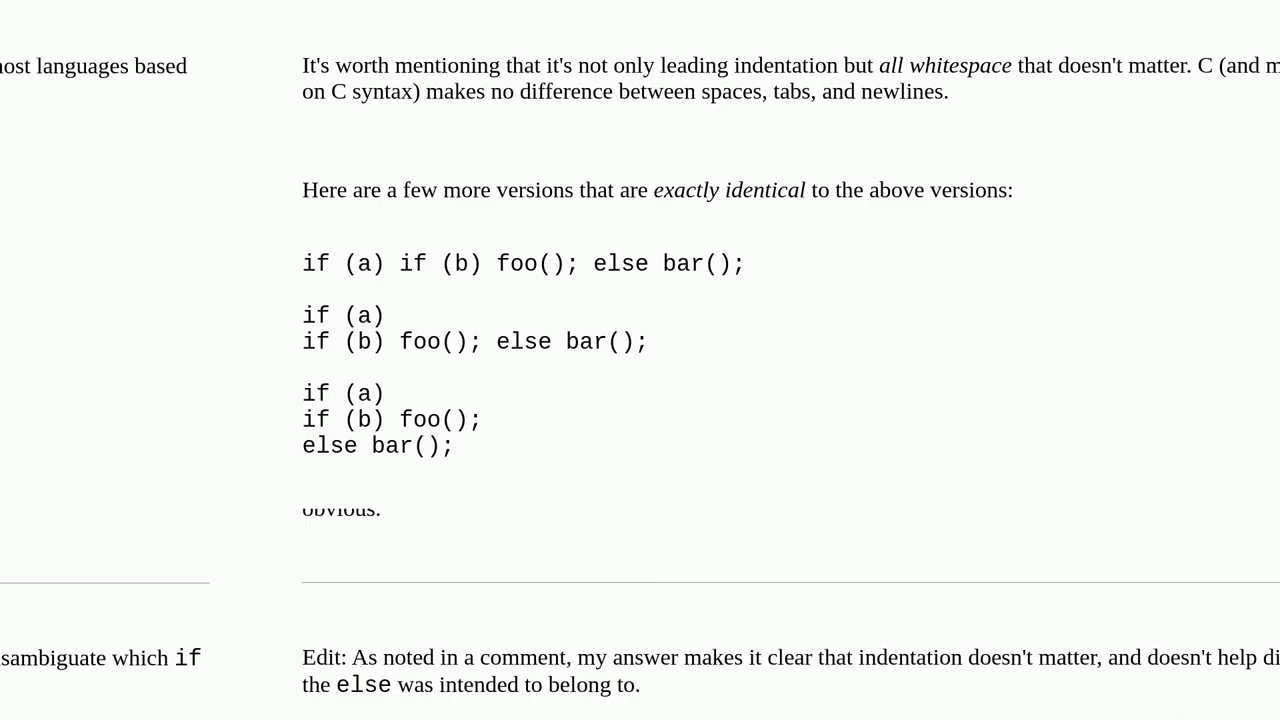 most languages based
It's worth mentioning that it's not only leading indentation but all whitespace that doesn't matter. C (and
on C syntax) makes no difference between spaces, tabs, and newlines.
Here are a few more versions that are exactly identical to the above versions:
if (a) if (b) foo(); else bar();
if (a)
if (b) foo(); else bar();
if (a)
if (b) foo();
else bar();
obvious.
which if
Edit: As noted in a comment, my answer makes it clear that indentation doesn't matter, and doesn't help
the else was intended to belong to.